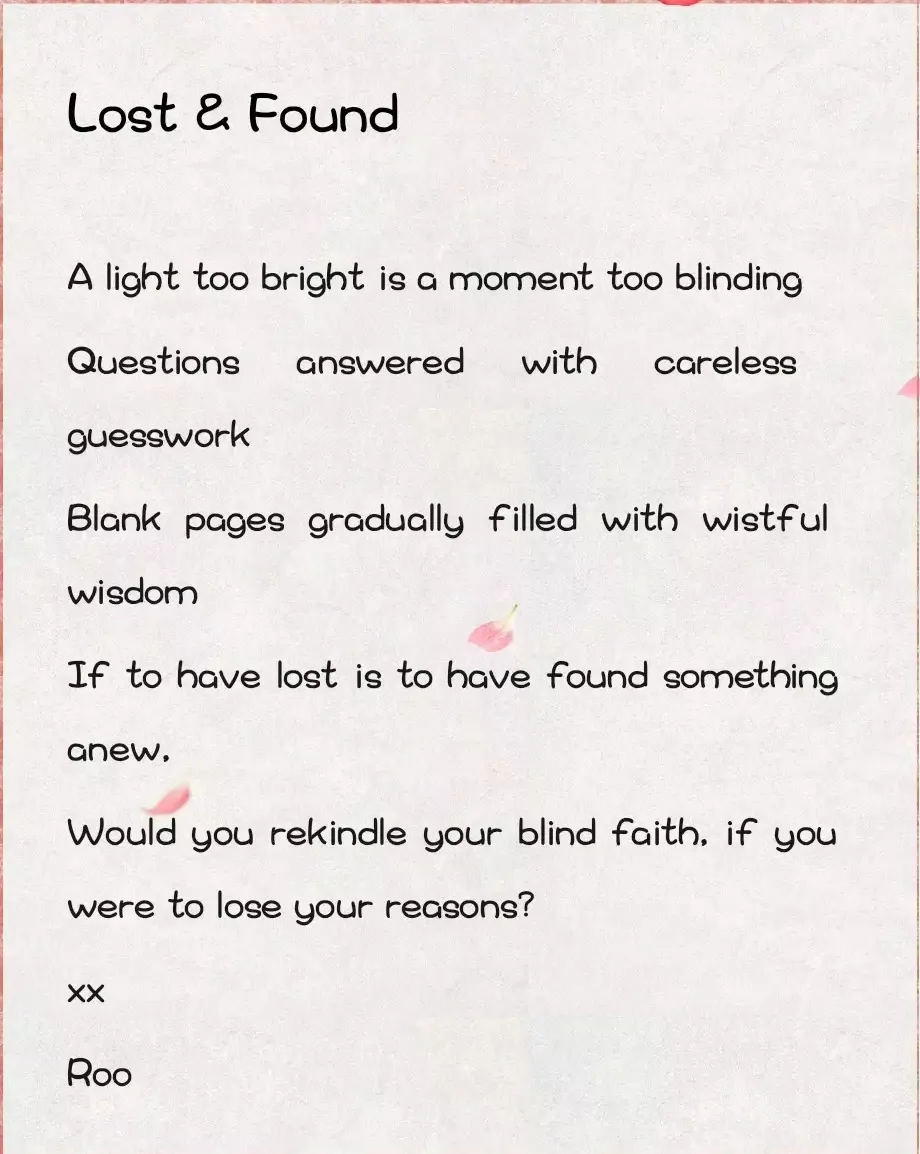 Lost & Found
A light too bright is a moment too blinding
Questions answered with careless
guesswork
Blank pages gradually filled with wistful
wisdom
If to have lost is to have found something
anew,
Would you rekindle your blind faith, if you
were to lose your reasons?
xx
Roo